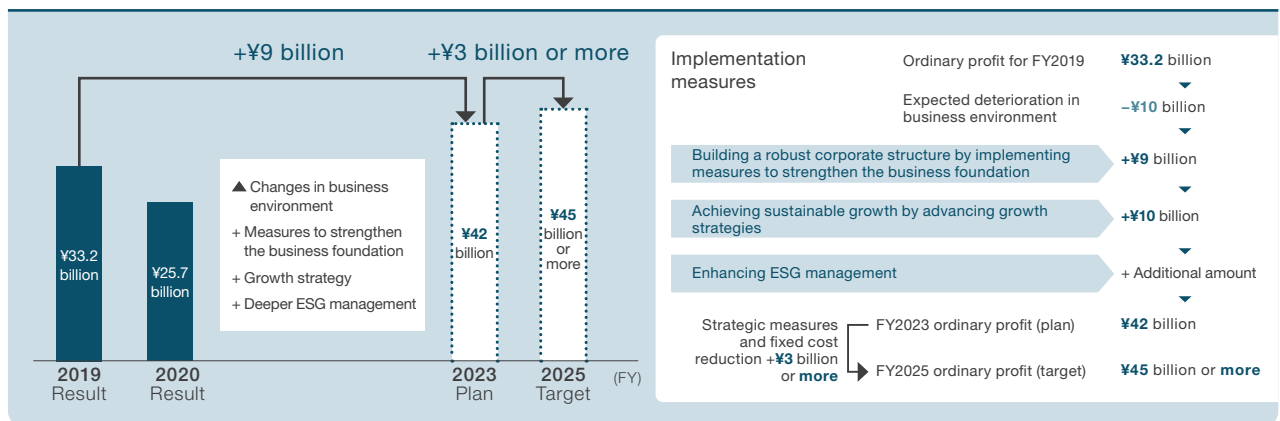 +¥9 billion
+¥3 billion or more
¥33.2
billion
¥25.7
billion
▲ Changes in business
environment
+ Measures to strengthen
the business foundation
+ Growth strategy
+ Deeper ESG management
¥42
billion
¥45
billion
or
more
2019
Result
2020
Result
2023
Plan
2025
Target
(FY)
Implementation
measures
Ordinary profit for FY2019
¥33.2 billion
Expected deterioration in
business environment
−¥10 billion
Building a robust corporate structure by implementing
measures to strengthen the business foundation
+¥9 billion
Achieving sustainable growth by advancing growth
strategies
+¥10 billion
Enhancing ESG management
+ Additional amount
Strategic measures
and fixed cost
reduction +¥3 billion
or more
FY2023 ordinary profit (plan)
¥42 billion
FY2025 ordinary profit (target)
¥45 billion or more